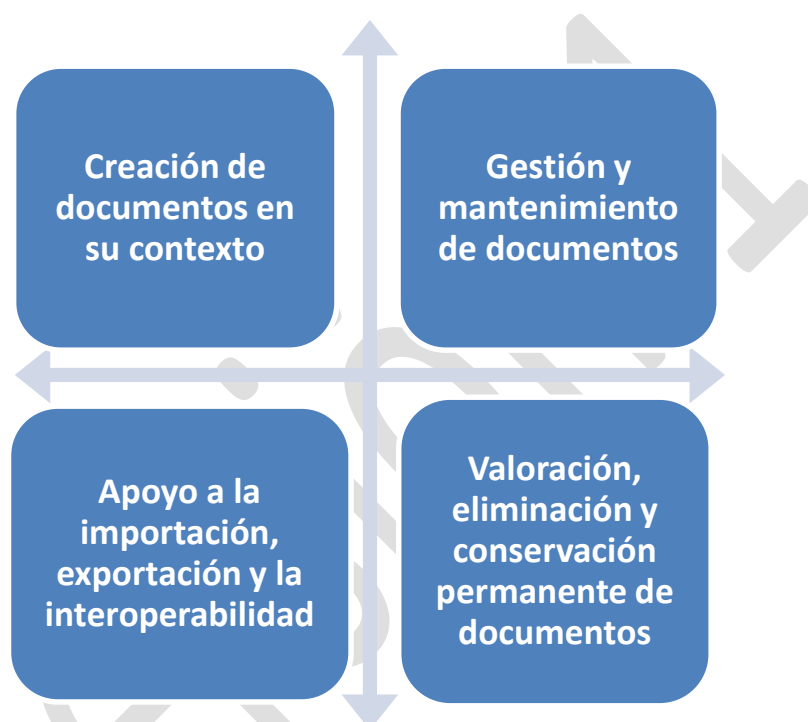 Creación de
documentos en
su contexto
Gestión y
mantenimiento
de documentos
Apoyo a la
importación,
exportación y la
interoperabilidad
Valoración,
eliminación y
conservación
permanente de
documentos